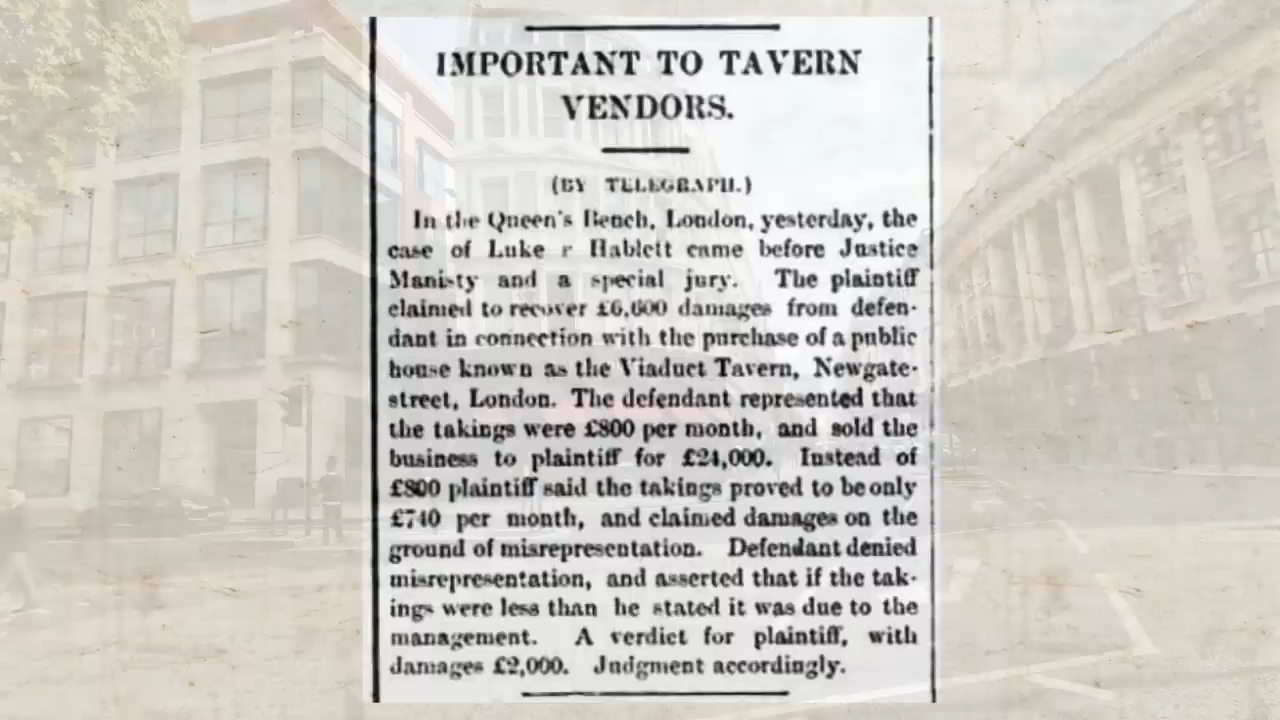 IMPORTANT TO TAVERN
VENDORS.
(BY TELEGRAPH.)
In the Queen's Bench, London, yesterday, the
case of Luke v Hablett came before Justice
Manisty and a special jury. The plaintiff
claimed to recover £6,600 damages from defen-
dant in connection with the purchase of a public
house known as the Viaduct Tavern, Newgate-
street, London. The defendant represented that
the takings were £800 per month, and sold the
business to plaintiff for £24,000. Instead of
£800 plaintiff said the takings proved to be only
£740 per month, and claimed damages on the
ground of misrepresentation. Defendant denied
misrepresentation, and asserted that if the tak-
ings were less than he stated it was due to the
management. A verdict for plaintiff, with
damages £2,000. Judgment accordingly.